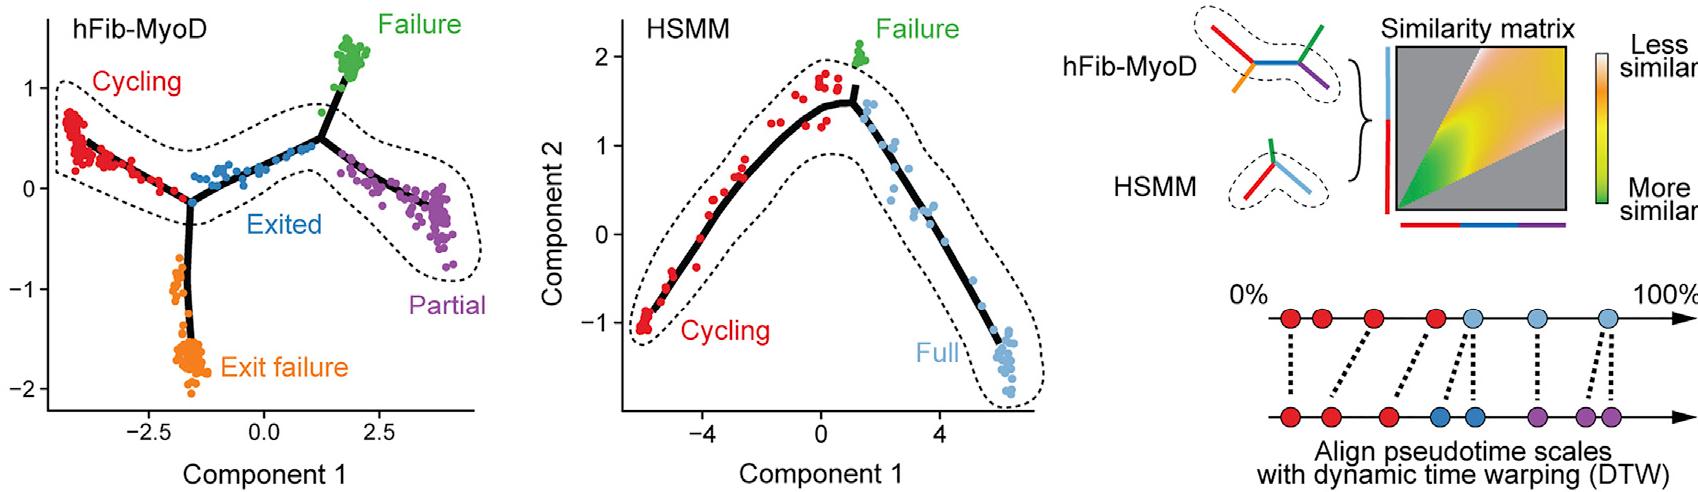 hFib-MyoD
Failure
Cycling
Exited
Partial
Exit failure
1
0
−1
−2
−2.5
0.0
2.5
Component 1
HSMM
Failure
Component 2
2
1
0
−1
Cycling
Full
−4
0
4
Component 1
hFib-MyoD
HSMM
Similarity matrix
Less
similar
More
similar
0%
100%
Align pseudotime scales
with dynamic time warping (DTW)